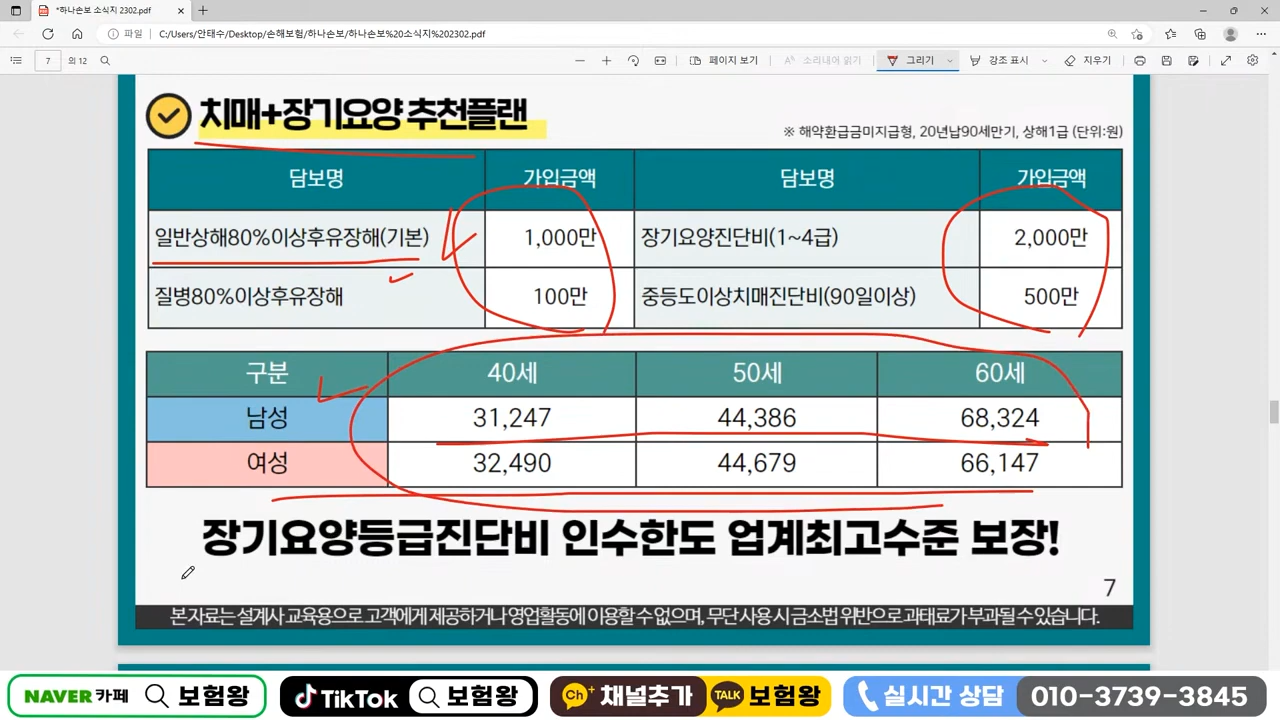 *하나손보 소식지 2302.pdf
파일 C:/Users/안태수/Desktop/손해보험/하나손보/하나손보%20소식지%202302.pdf
7 의 12 페이지 보기 소리내어 읽기 그리기 강조 표시 지우기
치매+장기요양 추천플랜
※ 해약환급금미지급형, 20년납90세만기, 상해1급 (단위:원)
담보명 가입금액 담보명 가입금액
일반상해80%이상후유장해(기본) 1,000만 장기요양진단비(1~4급) 2,000만
질병80%이상후유장해 100만 중등도이상치매진단비(90일이상) 500만
구분 40세 50세 60세
남성 31,247 44,386 68,324
여성 32,490 44,679 66,147
장기요양등급진단비 인수한도 업계최고수준 보장!
7
본 자료는 설계사 교육용으로 고객에게 제공하거나 영업활동에 이용할 수 없으며, 무단 사용 시 금소법 위반으로 과태료가 부과될 수 있습니다.
NAVER 카페 보험왕 TikTok 보험왕 Ch+ 채널추가 TALK 보험왕 실시간 상담 010-3739-3845